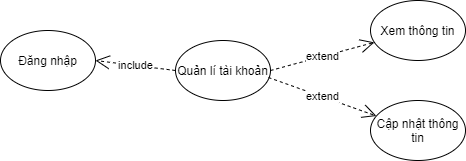 Xem thông tin
extend
Đăng nhập
include
Quản lí tài khoản
extend
Cập nhật thông
tin